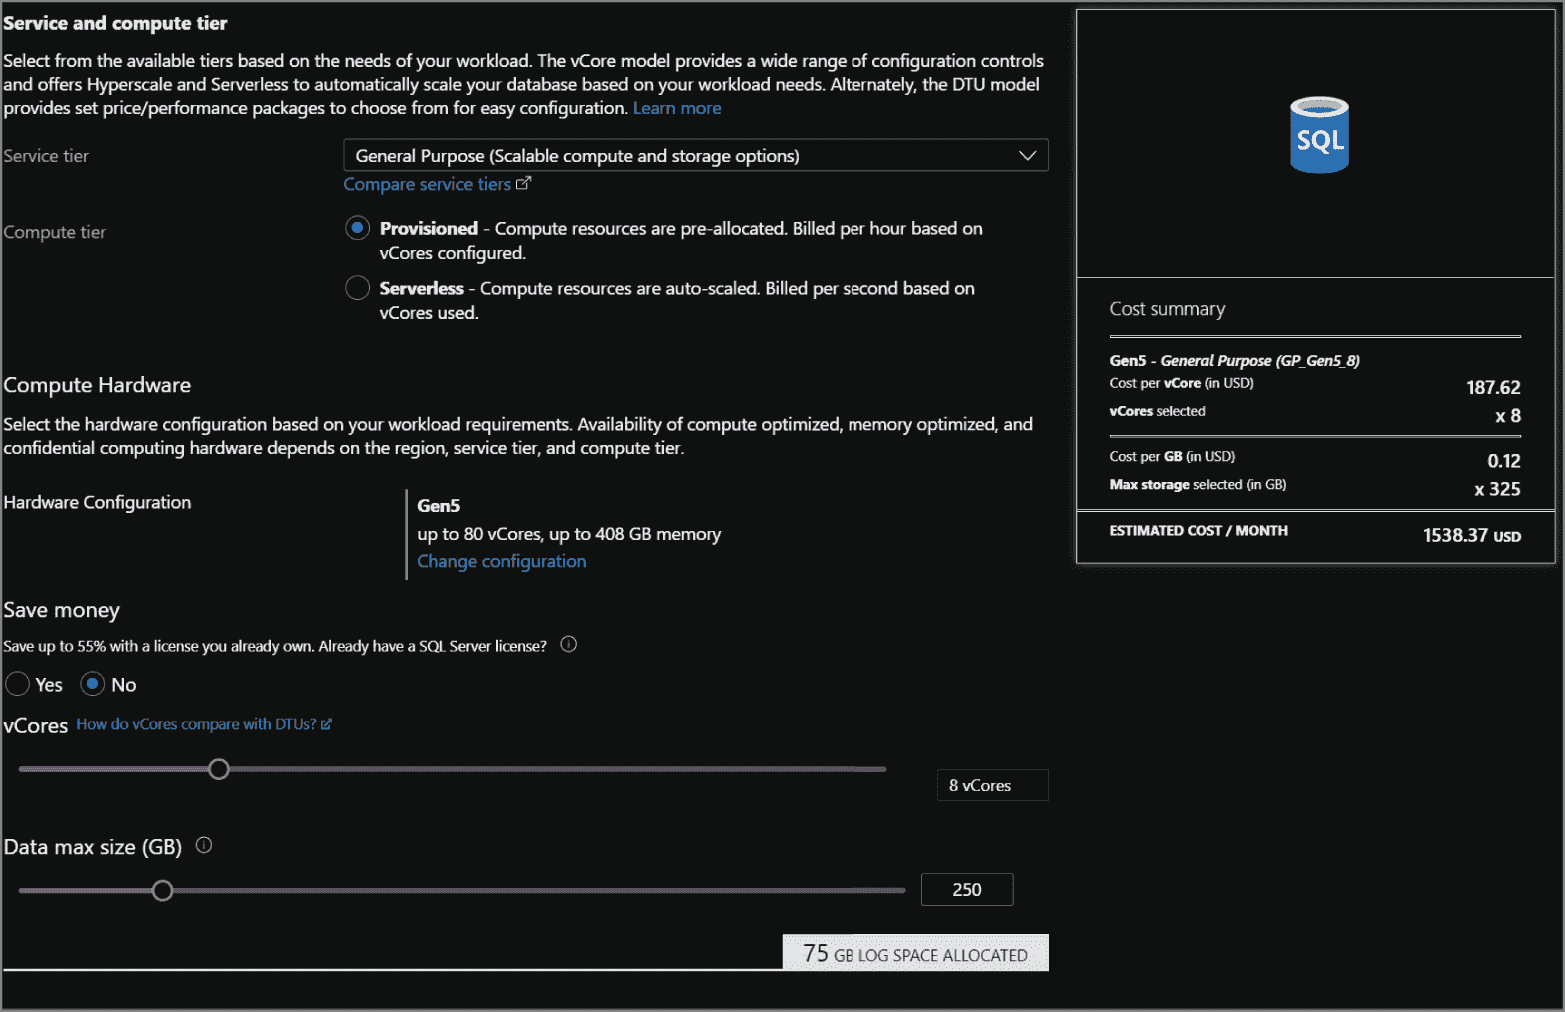 Service and compute tier
Select from the available tiers based on the needs of your workload. The vCore model provides a wide range of configuration controls
and offers Hyperscale and Serverless to automatically scale your database based on your workload needs. Alternately, the DTU model
provides set price/performance packages to choose from for easy configuration. Learn more
Service tier
General Purpose (Scalable compute and storage options)
Compare service tiers
Compute tier
Provisioned - Compute resources are pre-allocated. Billed per hour based on
vCores configured.
Serverless - Compute resources are auto-scaled. Billed per second based on
vCores used.
Compute Hardware
Select the hardware configuration based on your workload requirements. Availability of compute optimized, memory optimized, and
confidential computing hardware depends on the region, service tier, and compute tier.
Hardware Configuration
Gen5
up to 80 vCores, up to 408 GB memory
Change configuration
Save money
Save up to 55% with a license you already own. Already have a SQL Server license?
Yes No
vCores How do vCores compare with DTUs?
8 vCores
Data max size (GB)
250
75 GB LOG SPACE ALLOCATED
SQL
Cost summary
Gen5 - General Purpose (GP_Gen5_8)
Cost per vCore (in USD) 187.62
vCores selected x 8
Cost per GB (in USD) 0.12
Max storage selected (in GB) x 325
ESTIMATED COST / MONTH 1538.37 USD